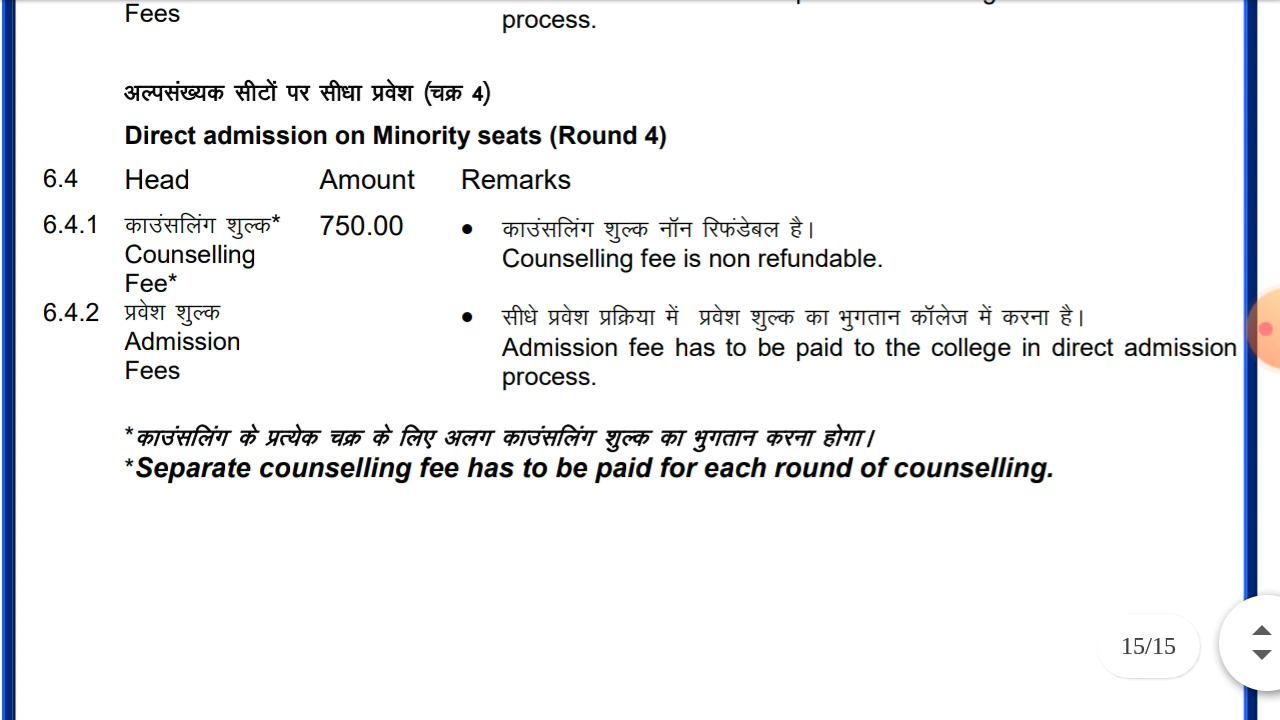 Fees
process.
अल्पसंख्यक सीटों पर सीधा प्रवेश (चक्र 4)
Direct admission on Minority seats (Round 4)
6.4 Head Amount Remarks
6.4.1 काउंसलिंग शुल्क* 750.00 • काउंसलिंग शुल्क नॉन रिफंडेबल है।
Counselling Counselling fee is non refundable.
Fee*
6.4.2 प्रवेश शुल्क • सीधे प्रवेश प्रक्रिया में प्रवेश शुल्क का भुगतान कॉलेज में करना है।
Admission Admission fee has to be paid to the college in direct admission
Fees process.
*काउंसलिंग के प्रत्येक चक्र के लिए अलग काउंसलिंग शुल्क का भुगतान करना होगा।
*Separate counselling fee has to be paid for each round of counselling.
15/15